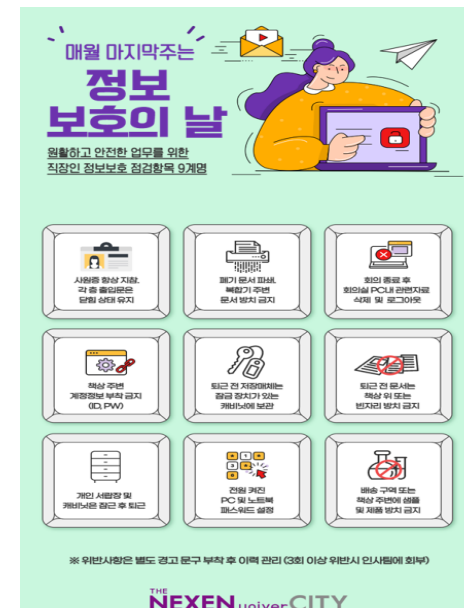 매월 마지막주는
정보
보호의 날
원활하고 안전한 업무를 위한
직장인 정보보호 점검항목 9계명
사원증 항상 지참,
각 층 출입문은
닫힘 상태 유지
폐기 문서 파쇄,
복합기 주변
문서 방치 금지
회의 종료 후
회의실 PC내 관련자료
삭제 및 로그아웃
책상 주변
계정정보 부착 금지
(ID, PW)
퇴근 전 저장매체는
잠금 장치가 있는
캐비닛에 보관
퇴근 전 문서는
책상 위 또는
빈자리 방치 금지
개인 서랍장 및
캐비닛은 잠근 후 퇴근
전원 켜진
PC 및 노트북
패스워드 설정
배송 구역 또는
책상 주변에 샘플
및 제품 방치 금지
※ 위반사항은 별도 경고 문구 부착 후 이력 관리 (3회 이상 위반시 인사팀에 회부)
THE
NEXEN univerCITY